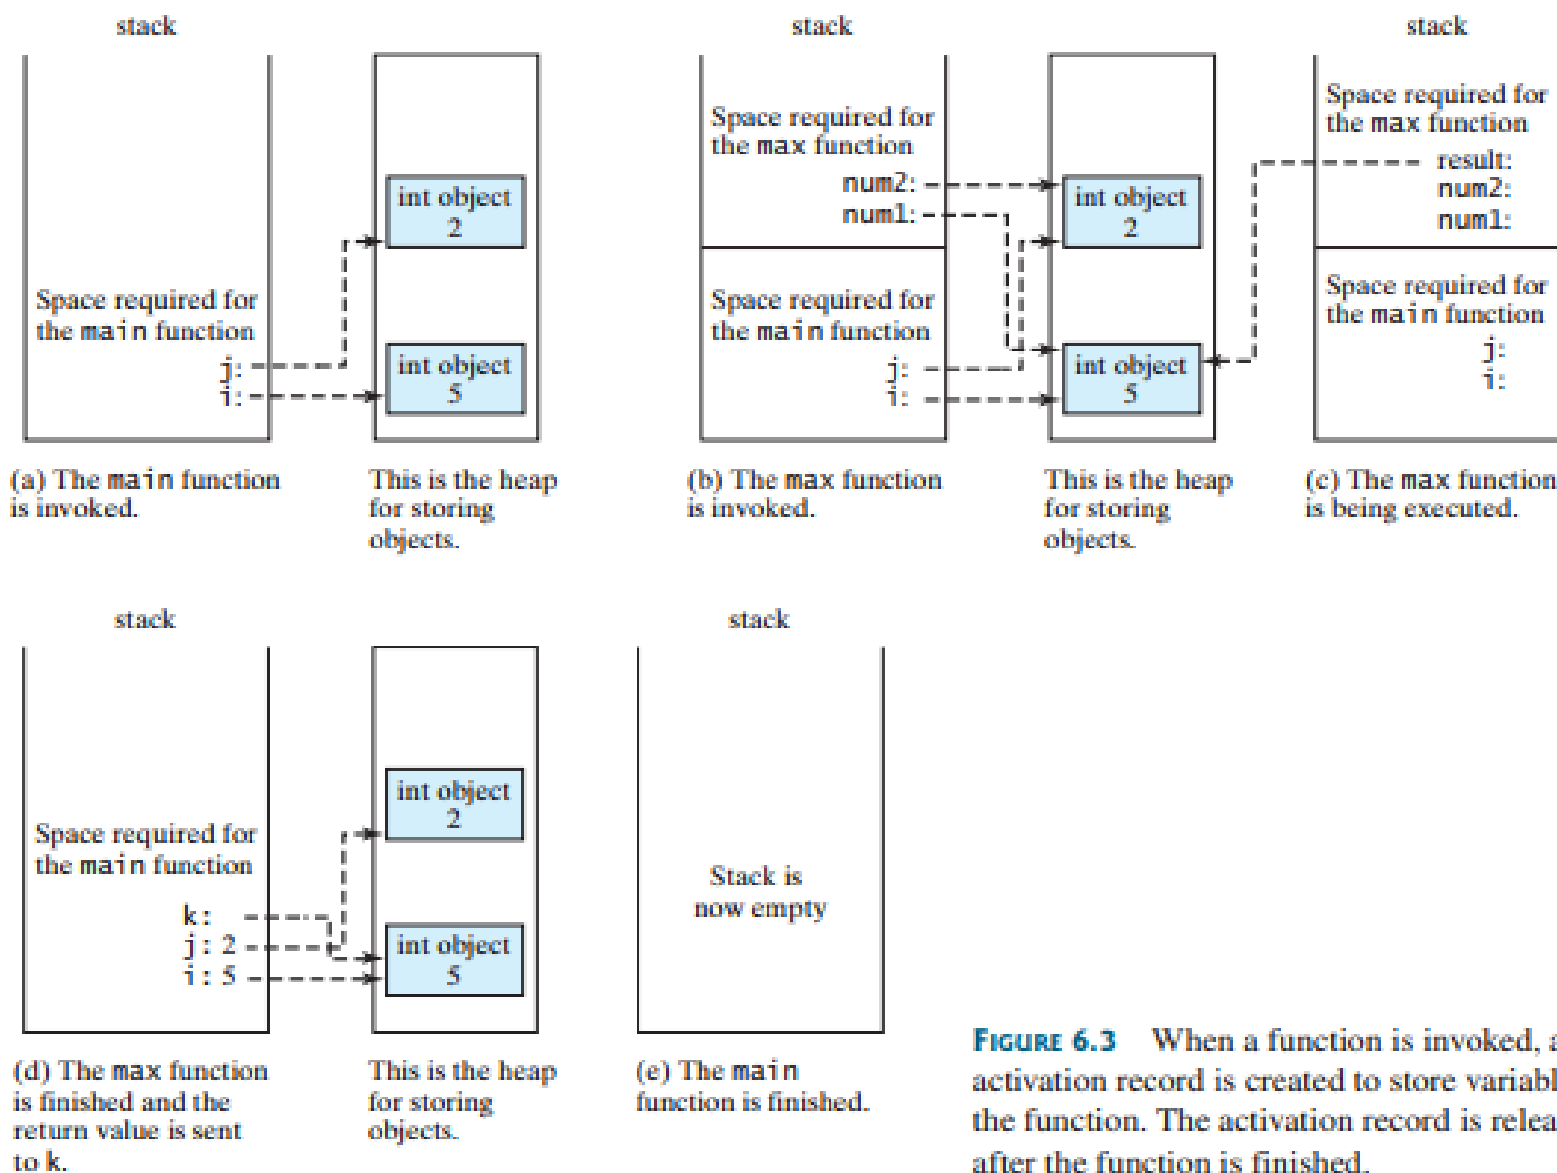 stack
Space required for
the main function
j:
i:
int object
2
int object
5
(a) The main function
is invoked.
This is the heap
for storing
objects.
stack
Space required for
the max function
num2:
num1:
Space required for
the main function
j:
i:
int object
2
int object
5
(b) The max function
is invoked.
This is the heap
for storing
objects.
stack
Space required for
the max function
result:
num2:
num1:
Space required for
the main function
j:
i:
(c) The max function
is being executed.
stack
Space required for
the main function
k:
j: 2
i: 5
int object
2
int object
5
(d) The max function
is finished and the
return value is sent
to k.
This is the heap
for storing
objects.
stack
Stack is
now empty
(e) The main
function is finished.
FIGURE 6.3 When a function is invoked, a
activation record is created to store variabl
the function. The activation record is relea
after the function is finished.